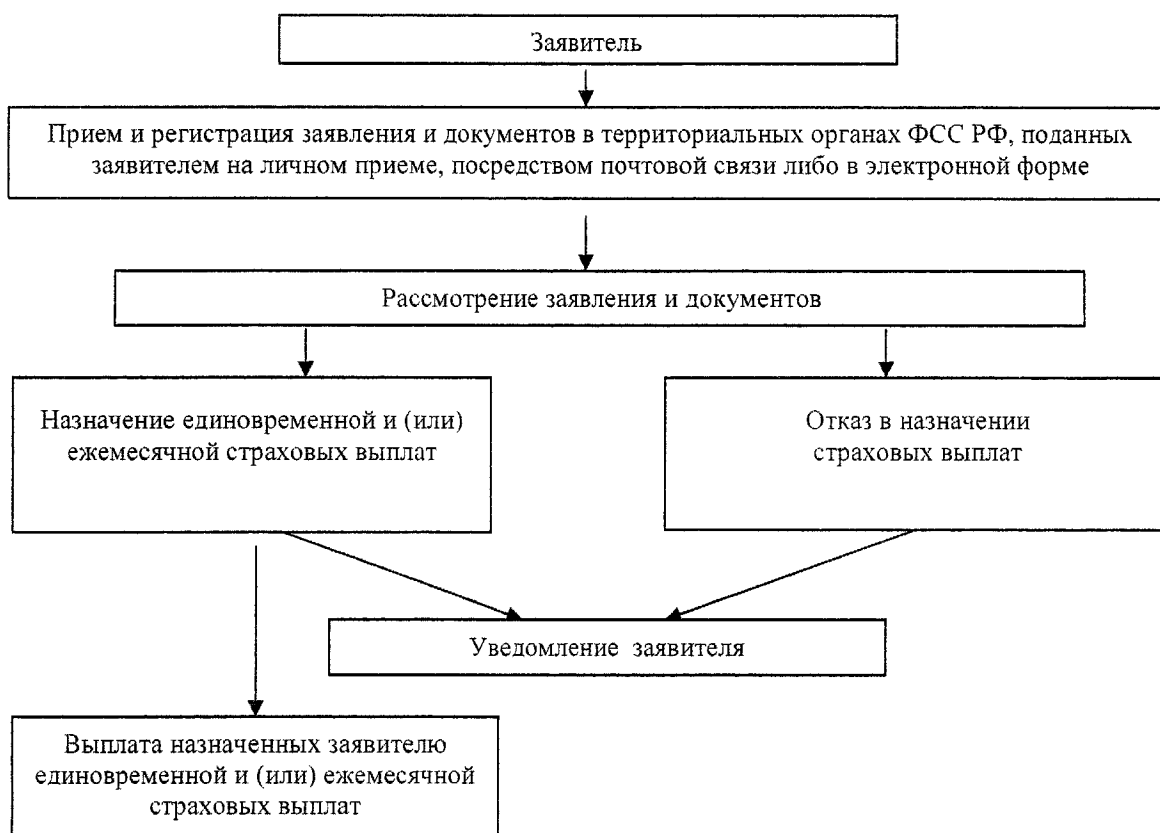 Заявитель
Прием и регистрация заявления и документов в территориальных органах ФСС РФ, поданных
заявителем на личном приеме, посредством почтовой связи либо в электронной форме
Рассмотрение заявления и документов
Назначение единовременной и (или)
ежемесячной страховых выплат
Отказ в назначении
страховых выплат
Уведомление заявителя
Выплата назначенных заявителю
единовременной и (или) ежемесячной
страховых выплат